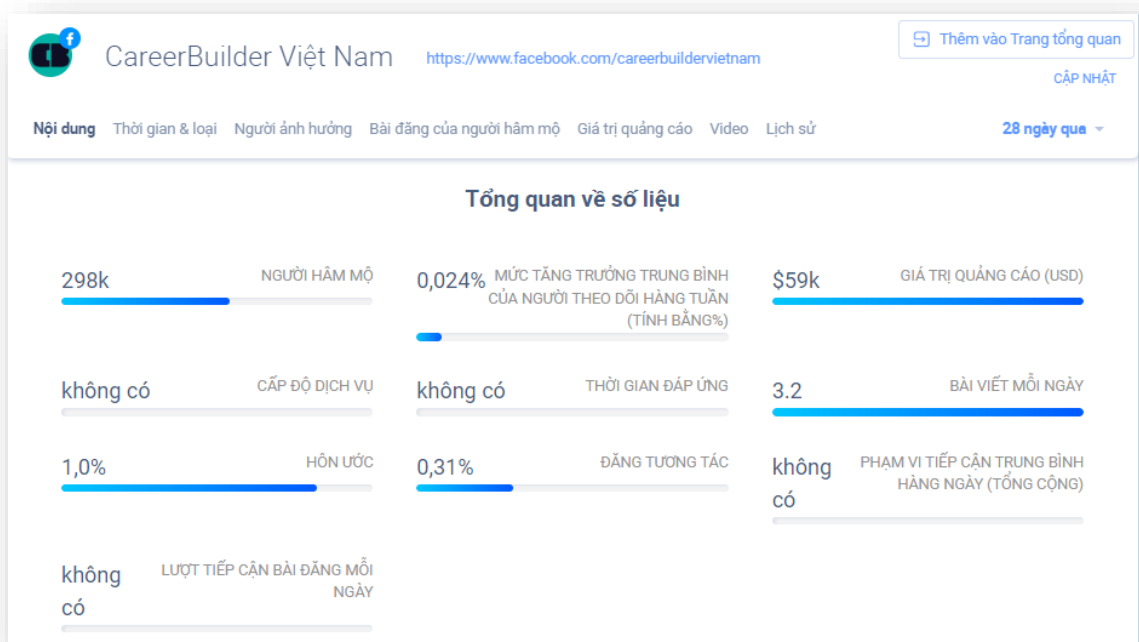 CareerBuilder Việt Nam
https://www.facebook.com/careerbuildervietnam
Thêm vào Trang tổng quan
CẬP NHẬT
Nội dung Thời gian & loại Người ảnh hưởng Bài đăng của người hâm mộ Giá trị quảng cáo Video Lịch sử
28 ngày qua
Tổng quan về số liệu
298k
NGƯỜI HÂM MỘ
0,024%
MỨC TĂNG TRƯỞNG TRUNG BÌNH
CỦA NGƯỜI THEO DÕI HÀNG TUẦN
(TÍNH BẰNG%)
$59k
GIÁ TRỊ QUẢNG CÁO (USD)
không có
CẤP ĐỘ DỊCH VỤ
không có
THỜI GIAN ĐÁP ỨNG
3.2
BÀI VIẾT MỖI NGÀY
1,0%
HÔN ƯỚC
0,31%
ĐĂNG TƯƠNG TÁC
không
có
PHẠM VI TIẾP CẬN TRUNG BÌNH
HÀNG NGÀY (TỔNG CỘNG)
không
có
LƯỢT TIẾP CẬN BÀI ĐĂNG MỖI
NGÀY